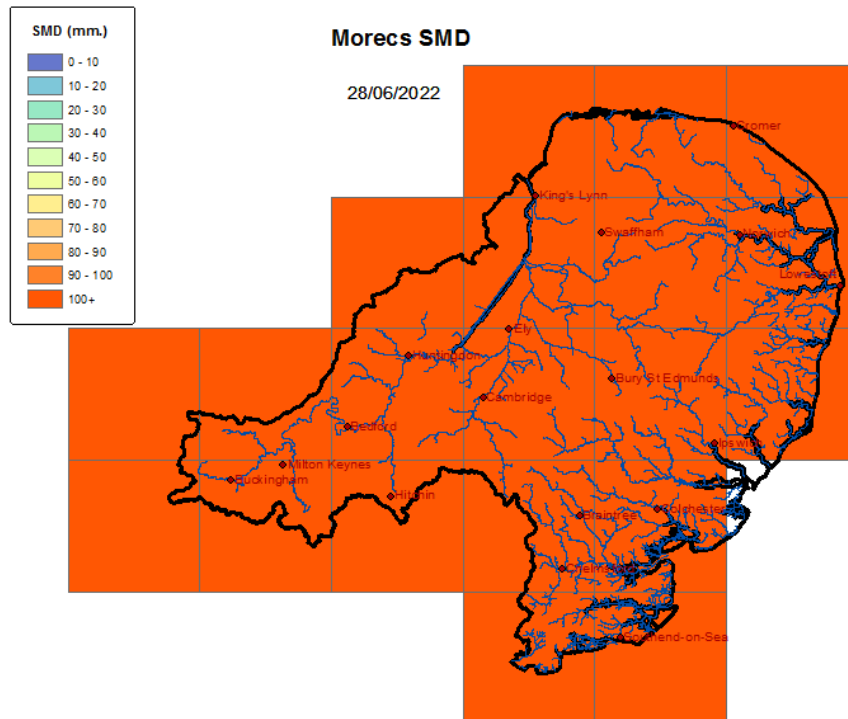 SMD (mm.)
0 - 10
10 - 20
20 - 30
30 - 40
40 - 50
50 - 60
60 - 70
70 - 80
80 - 90
90 - 100
100+
Morecs SMD
28/06/2022
Cromer
King's Lynn
Swaffham
Norwich
Lowestoft
Ely
Huntingdon
Bury St Edmunds
Cambridge
Bedford
Ipswich
Milton Keynes
Buckingham
Hitchin
Colchester
Braintree
Chelmsford
Southend-on-Sea